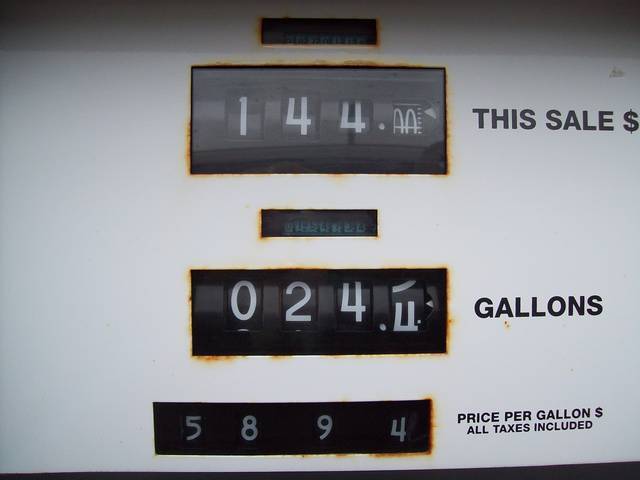 144. THIS SALE $
024. GALLONS
5 8 9 4 PRICE PER GALLON $
ALL TAXES INCLUDED